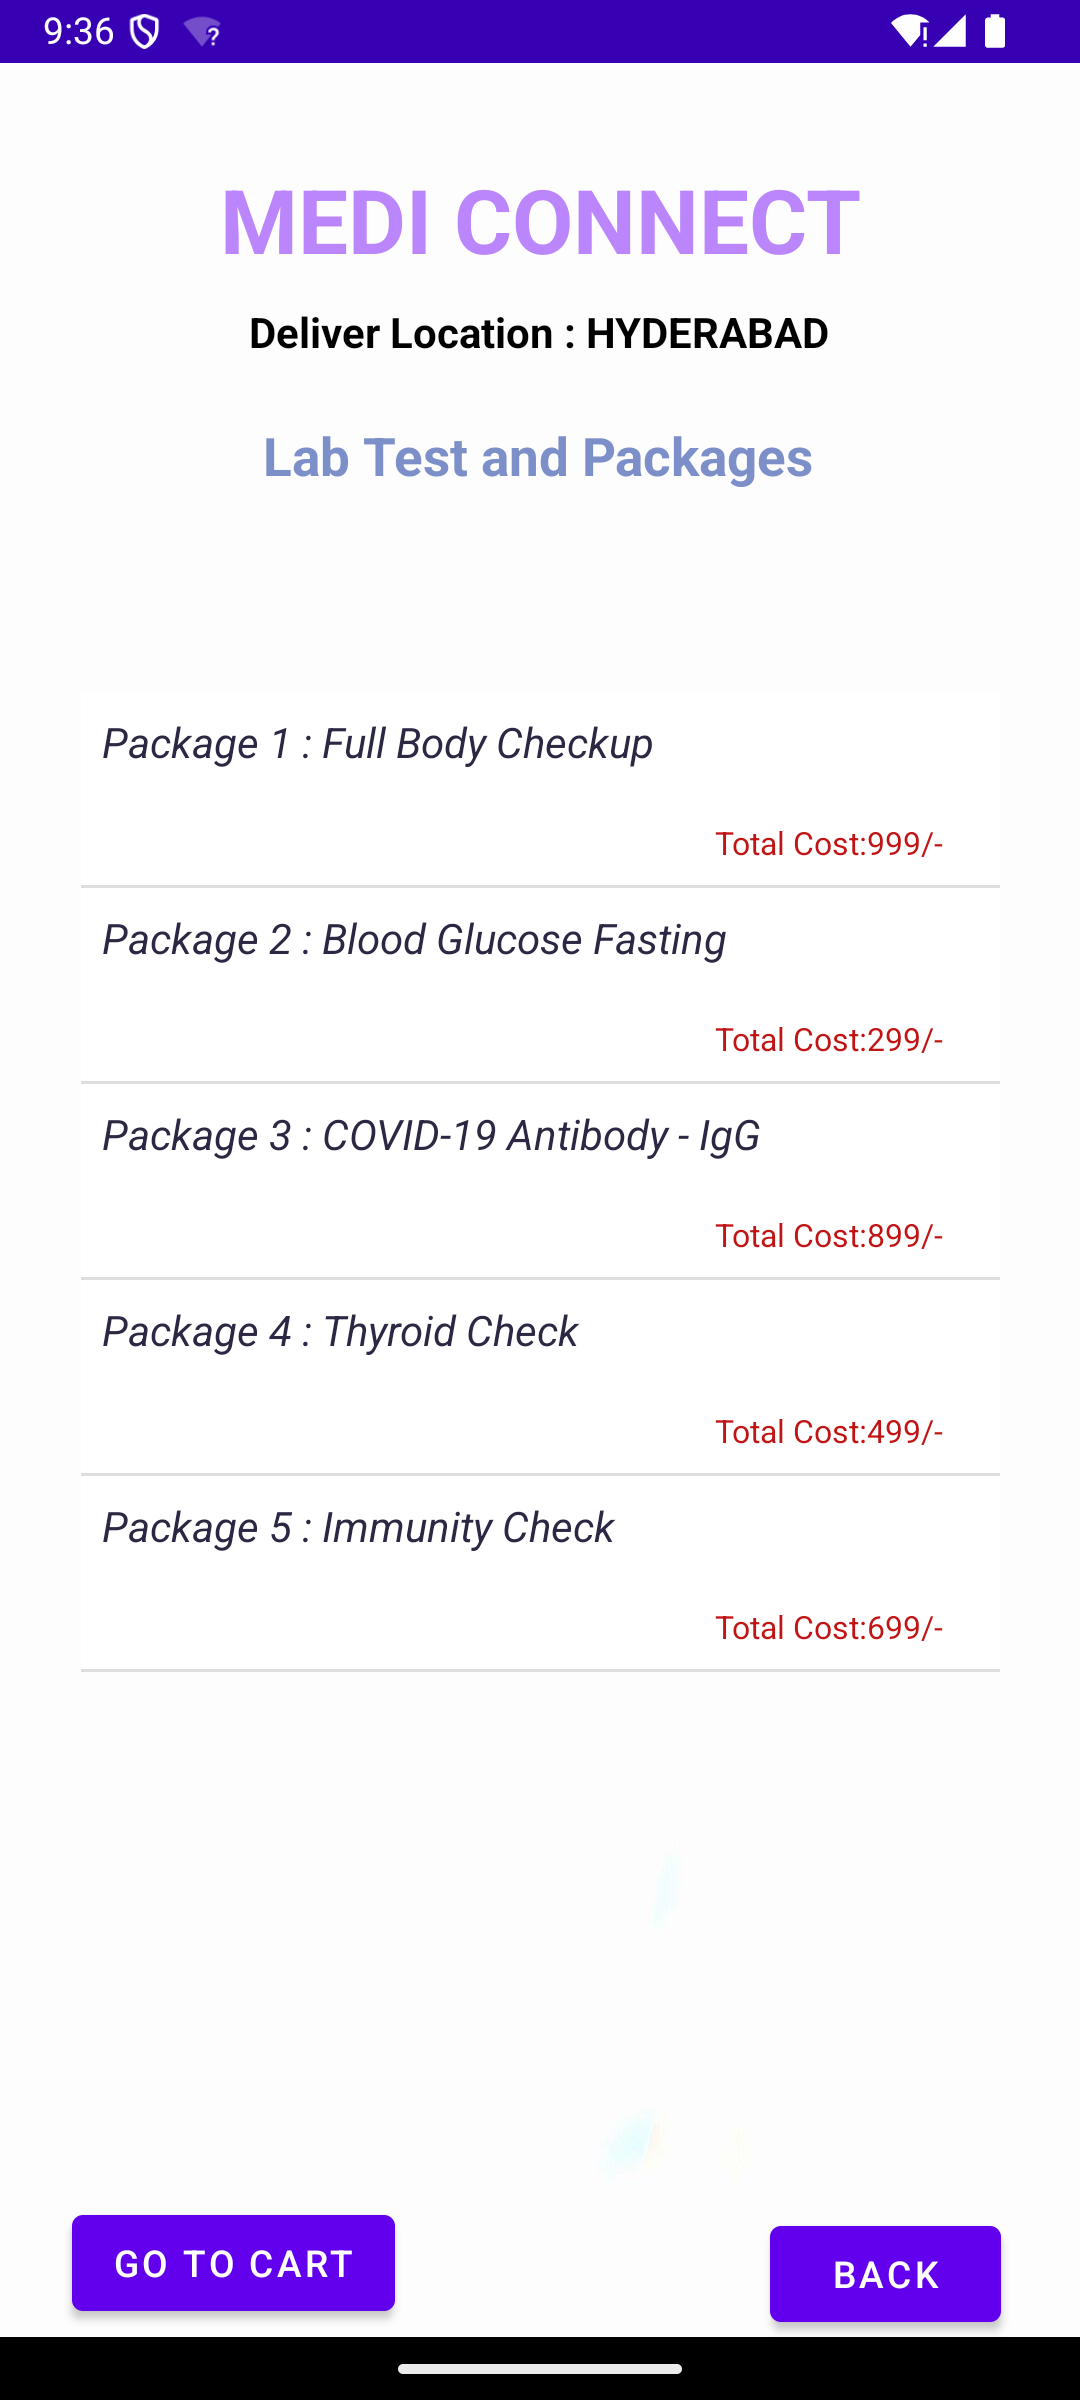 9:36
MEDI CONNECT
Deliver Location : HYDERABAD
Lab Test and Packages
Package 1 : Full Body Checkup
Total Cost:999/-
Package 2 : Blood Glucose Fasting
Total Cost:299/-
Package 3 : COVID-19 Antibody - IgG
Total Cost:899/-
Package 4 : Thyroid Check
Total Cost:499/-
Package 5 : Immunity Check
Total Cost:699/-
GO TO CART
BACK